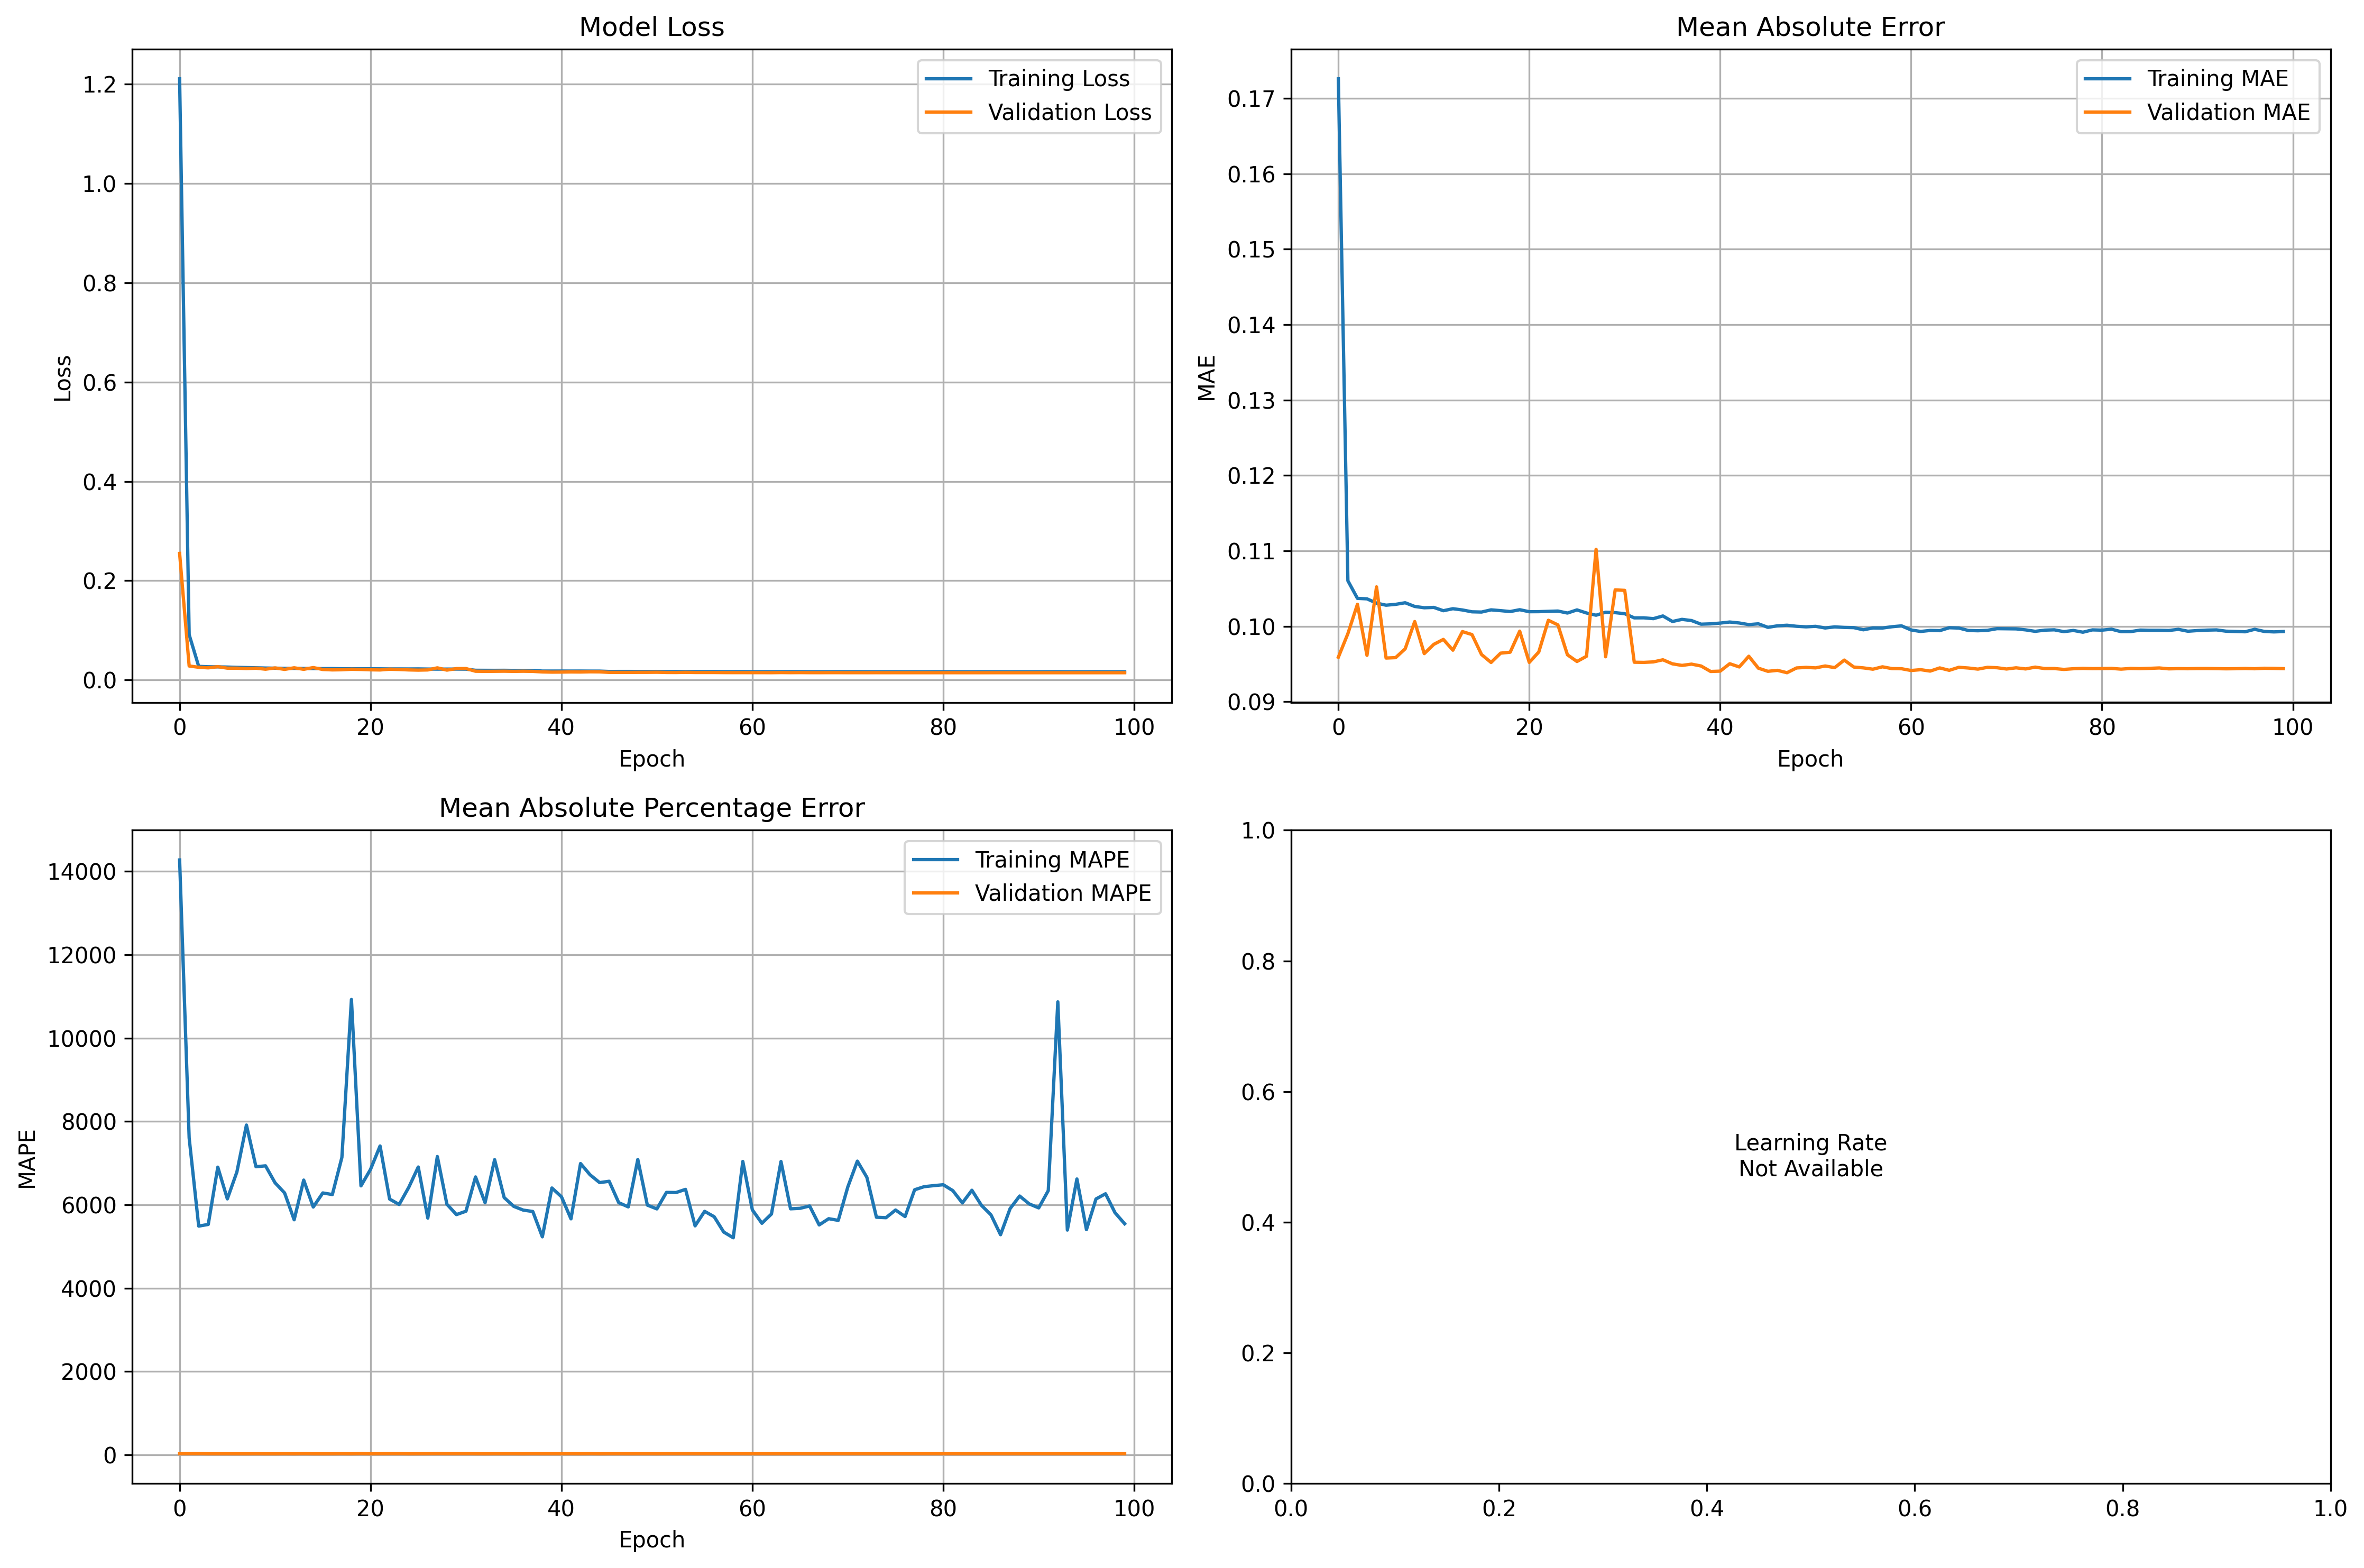 Model Loss
1.2
1.0
0.8
0.6
0.4
0.2
0.0
Loss
Training Loss
Validation Loss
0 20 40 60 80 100
Epoch
Mean Absolute Error
0.17
0.16
0.15
0.14
0.13
0.12
0.11
0.10
0.09
MAE
Training MAE
Validation MAE
0 20 40 60 80 100
Epoch
Mean Absolute Percentage Error
14000
12000
10000
8000
6000
4000
2000
0
MAPE
Training MAPE
Validation MAPE
0 20 40 60 80 100
Epoch
1.0
0.8
0.6
0.4
0.2
0.0
Learning Rate
Not Available
0.0 0.2 0.4 0.6 0.8 1.0